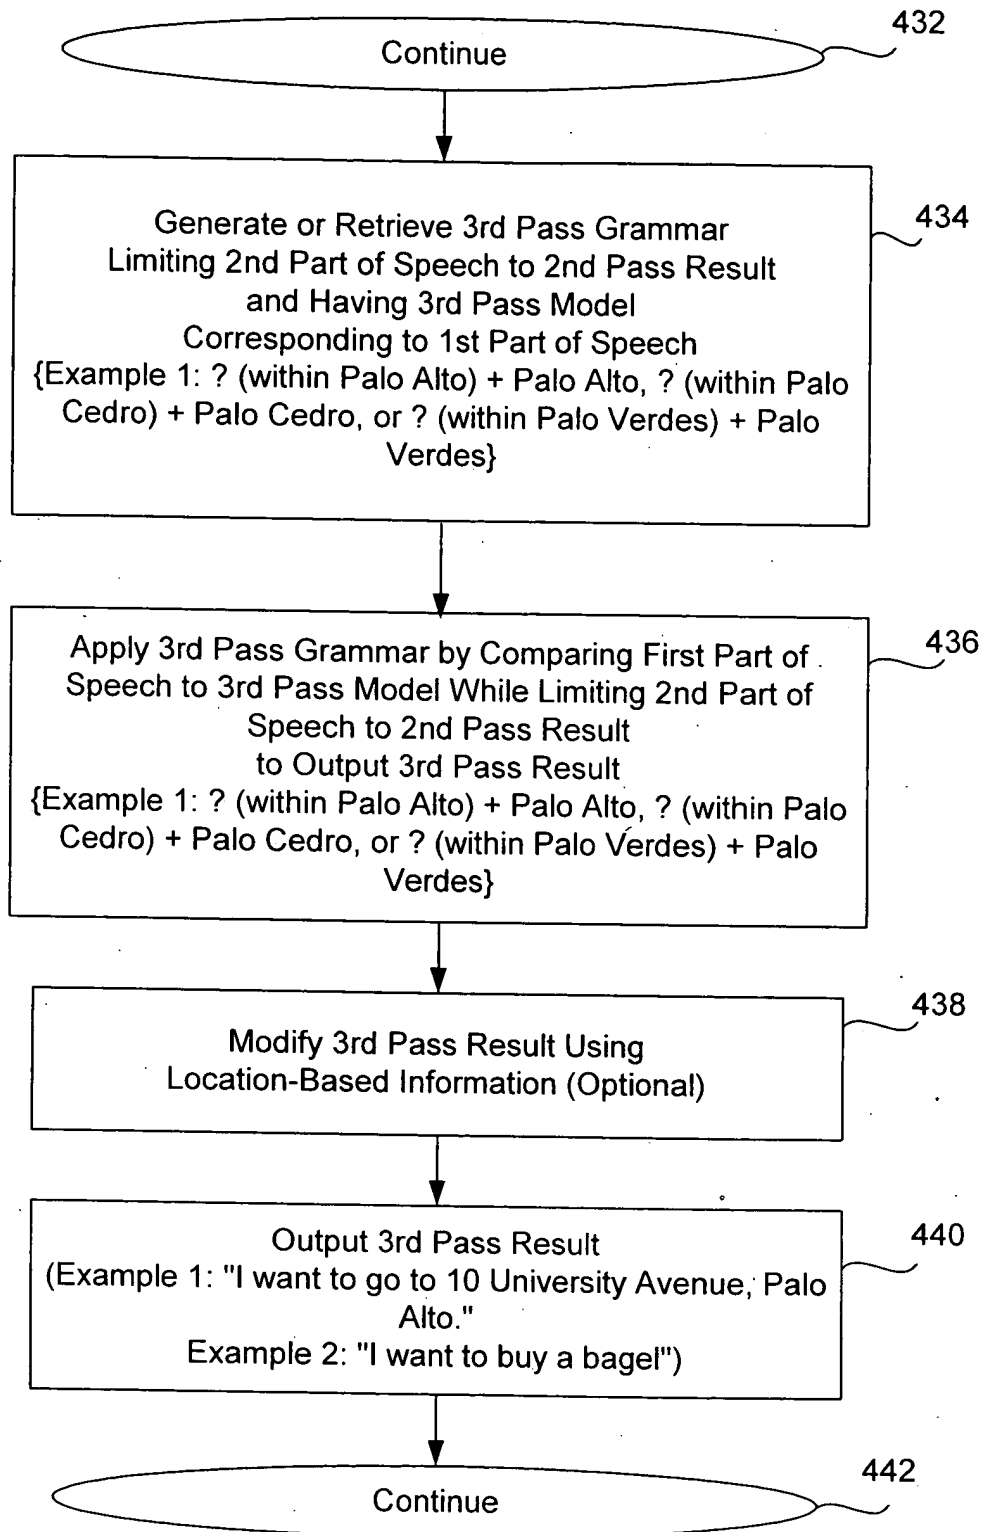 432
Continue
434
Generate or Retrieve 3rd Pass Grammar
Limiting 2nd Part of Speech to 2nd Pass Result
and Having 3rd Pass Model
Corresponding to 1st Part of Speech
{Example 1: ? (within Palo Alto) + Palo Alto, ? (within Palo
Cedro) + Palo Cedro, or ? (within Palo Verdes) + Palo
Verdes}
436
Apply 3rd Pass Grammar by Comparing First Part of
Speech to 3rd Pass Model While Limiting 2nd Part of
Speech to 2nd Pass Result
to Output 3rd Pass Result
{Example 1: ? (within Palo Alto) + Palo Alto, ? (within Palo
Cedro) + Palo Cedro, or ? (within Palo Verdes) + Palo
Verdes}
438
Modify 3rd Pass Result Using
Location-Based Information (Optional)
440
Output 3rd Pass Result
(Example 1: "I want to go to 10 University Avenue, Palo
Alto."
Example 2: "I want to buy a bagel")
442
Continue